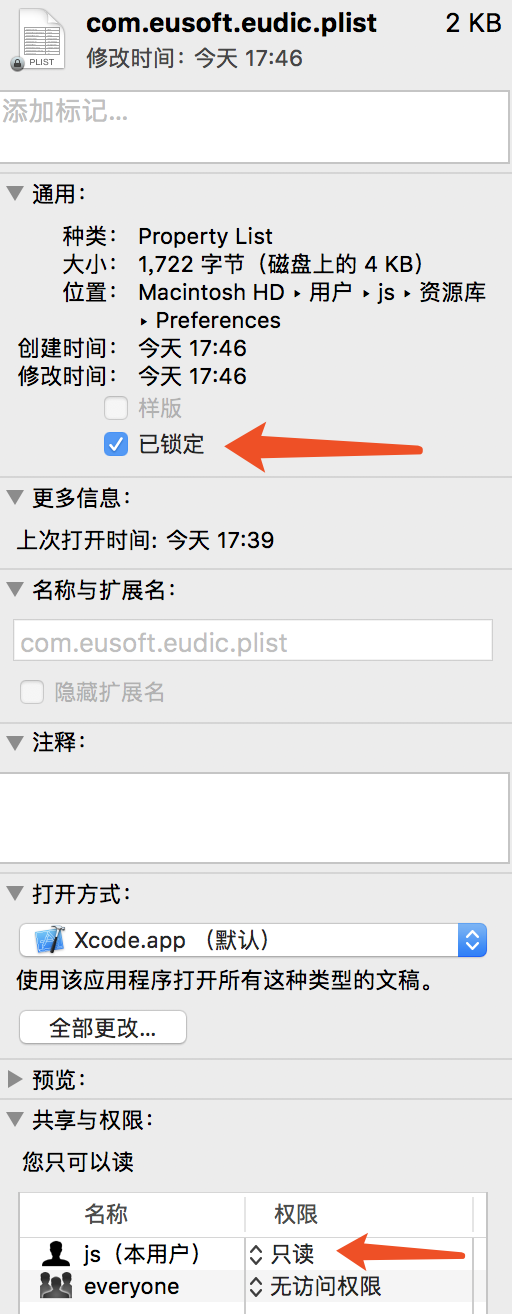 com.eusoft.eudic.plist 2 KB
修改时间：今天 17:46
PLIST
添加标记...
通用：
种类： Property List
大小： 1,722 字节（磁盘上的 4 KB）
位置： Macintosh HD ▸ 用户 ▸ js ▸ 资源库
▸ Preferences
创建时间： 今天 17:46
修改时间： 今天 17:46
样版
已锁定
更多信息：
上次打开时间: 今天 17:39
名称与扩展名：
com.eusoft.eudic.plist
隐藏扩展名
注释：
打开方式：
Xcode.app （默认）
使用该应用程序打开所有这种类型的文稿。
全部更改...
预览：
共享与权限：
您只可以读
名称 权限
js（本用户） 只读
everyone 无访问权限